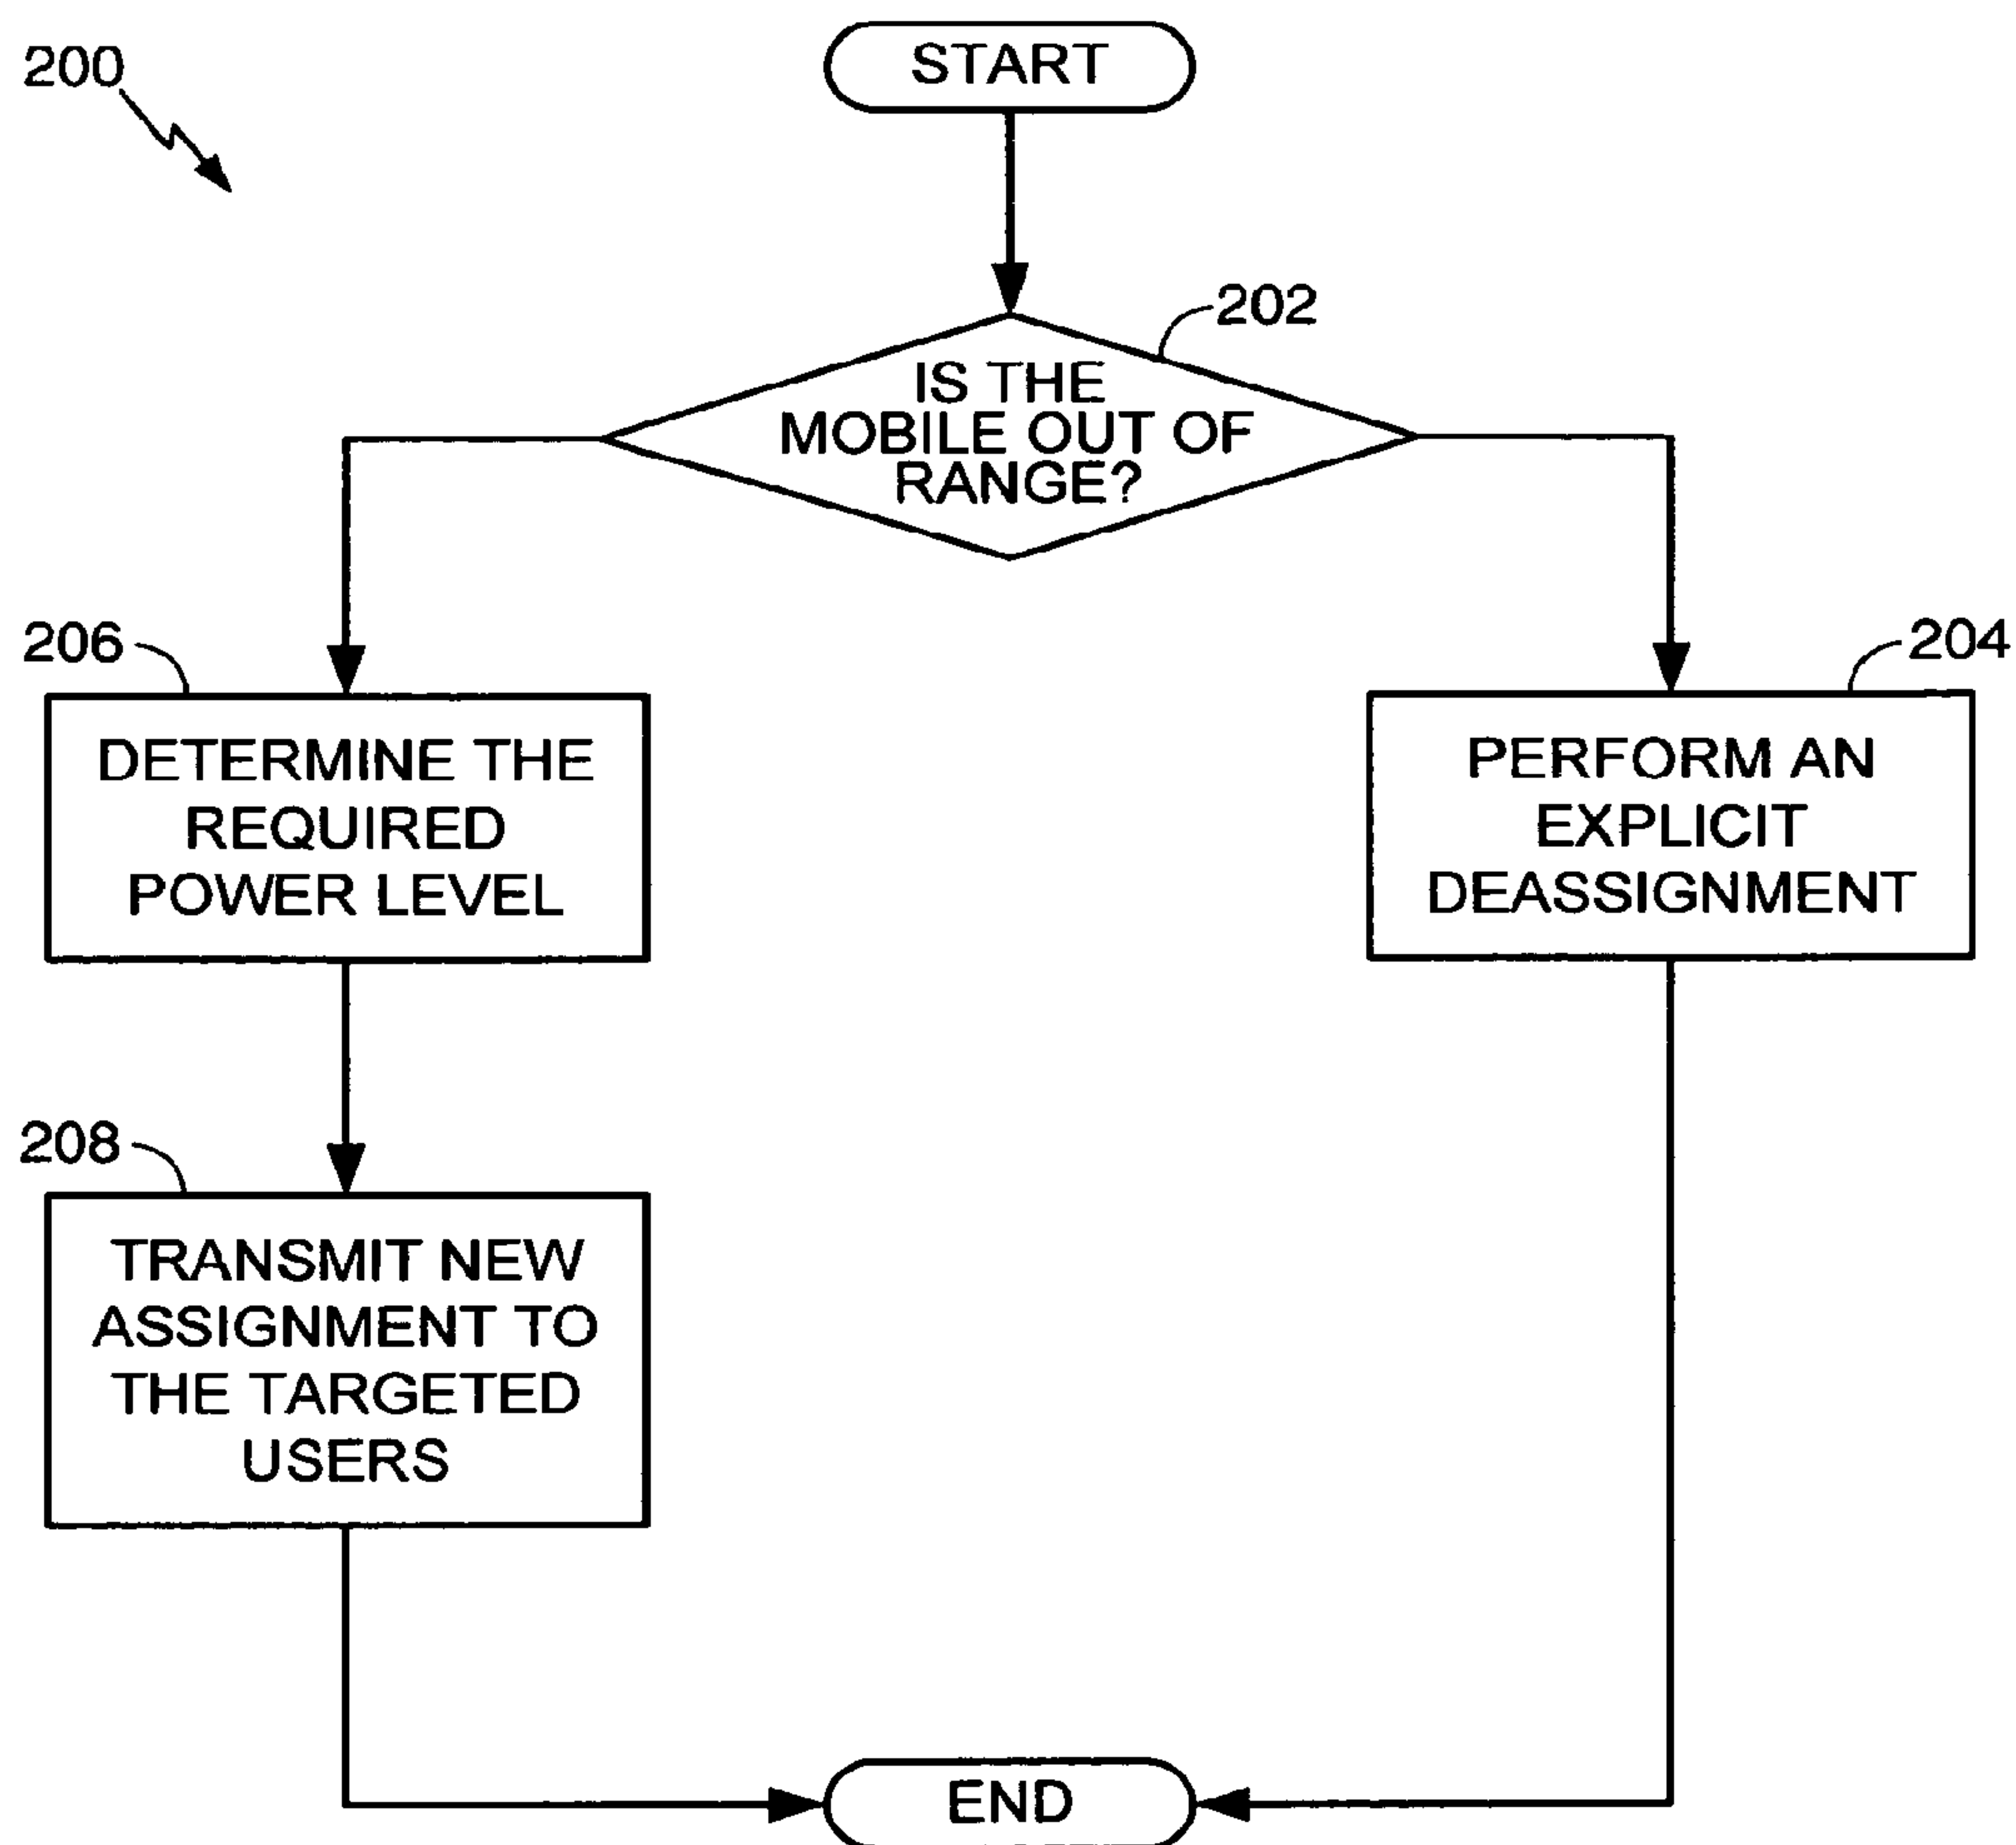 200
START
202
IS THE
MOBILE OUT OF
RANGE?
206
DETERMINE THE
REQUIRED
POWER LEVEL
204
PERFORM AN
EXPLICIT
DEASSIGNMENT
208
TRANSMIT NEW
ASSIGNMENT TO
THE TARGETED
USERS
END